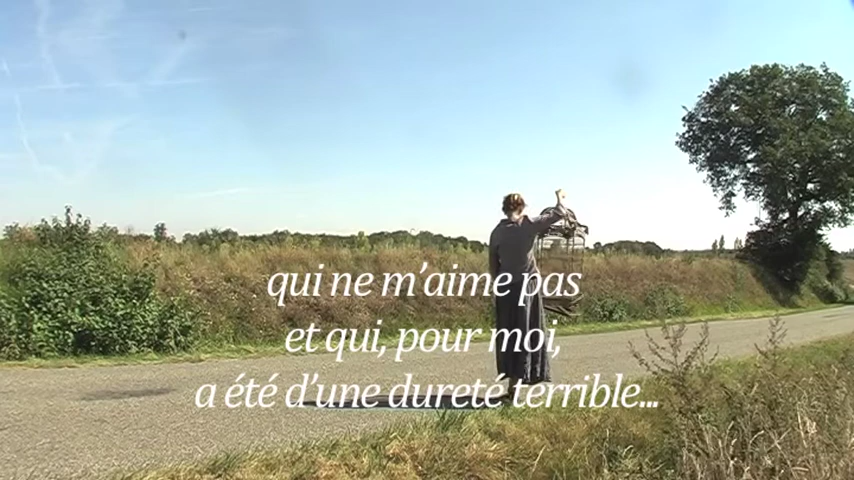 qui ne m’aime pas
et qui, pour moi,
a été d’une dureté terrible...